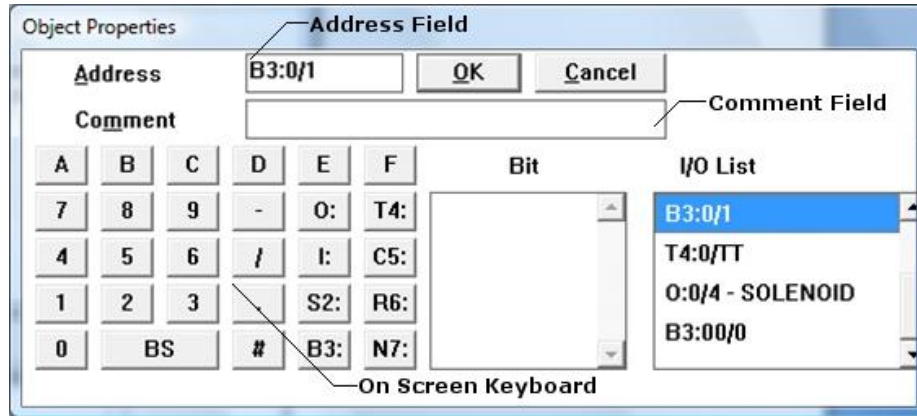 Object Properties
Address Field
Address B3:0/1 OK Cancel
Comment
Comment Field
A B C D E F Bit I/O List
7 8 9 - O: T4: B3:0/1
4 5 6 / I: C5: T4:0/TT
1 2 3 . S2: R6: O:0/4 - SOLENOID
0 BS # B3: N7: B3:00/0
On Screen Keyboard